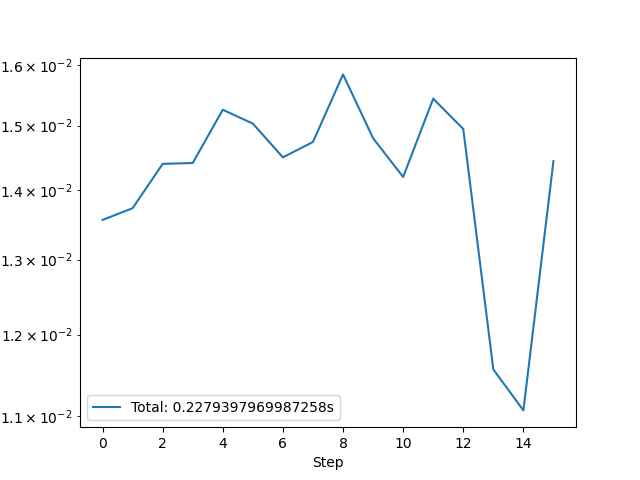 1.6 × 10⁻²
1.5 × 10⁻²
1.4 × 10⁻²
1.3 × 10⁻²
1.2 × 10⁻²
1.1 × 10⁻²
Total: 0.2279397969987258s
0 2 4 6 8 10 12 14
Step